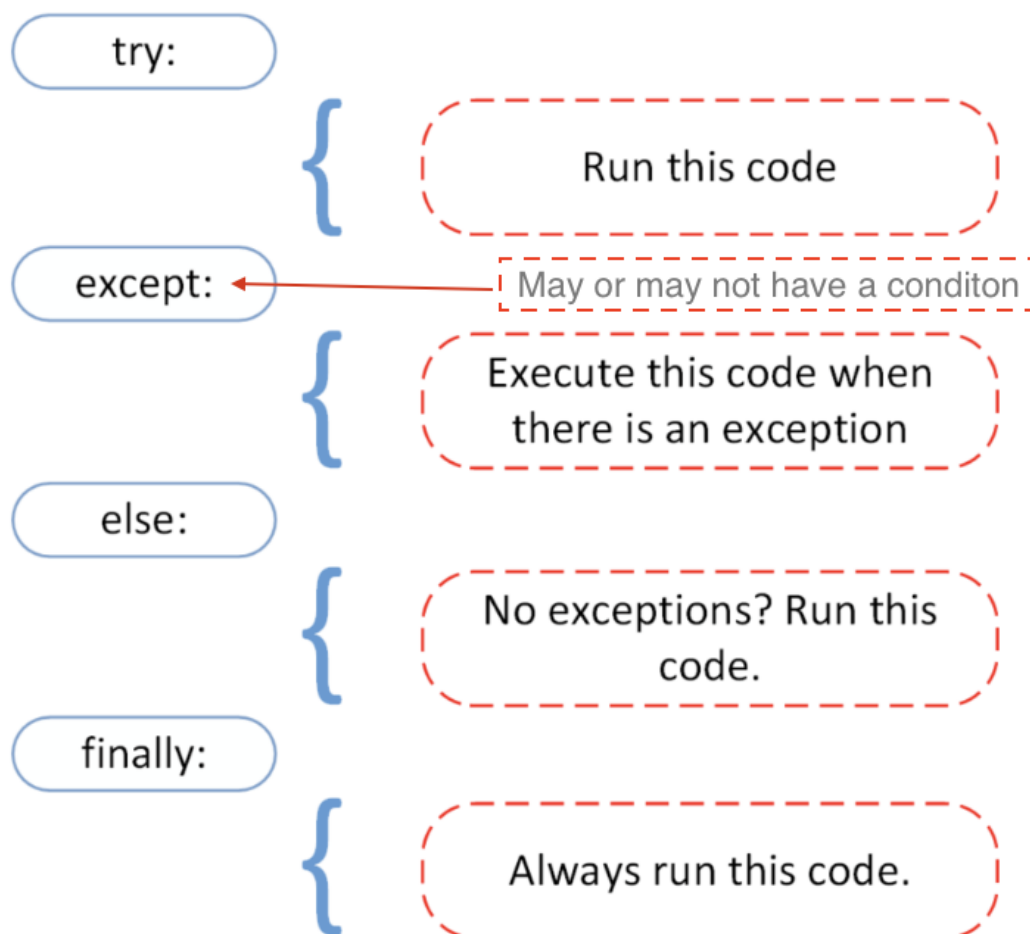 try:
Run this code
except:
May or may not have a conditon
Execute this code when
there is an exception
else:
No exceptions? Run this
code.
finally:
Always run this code.